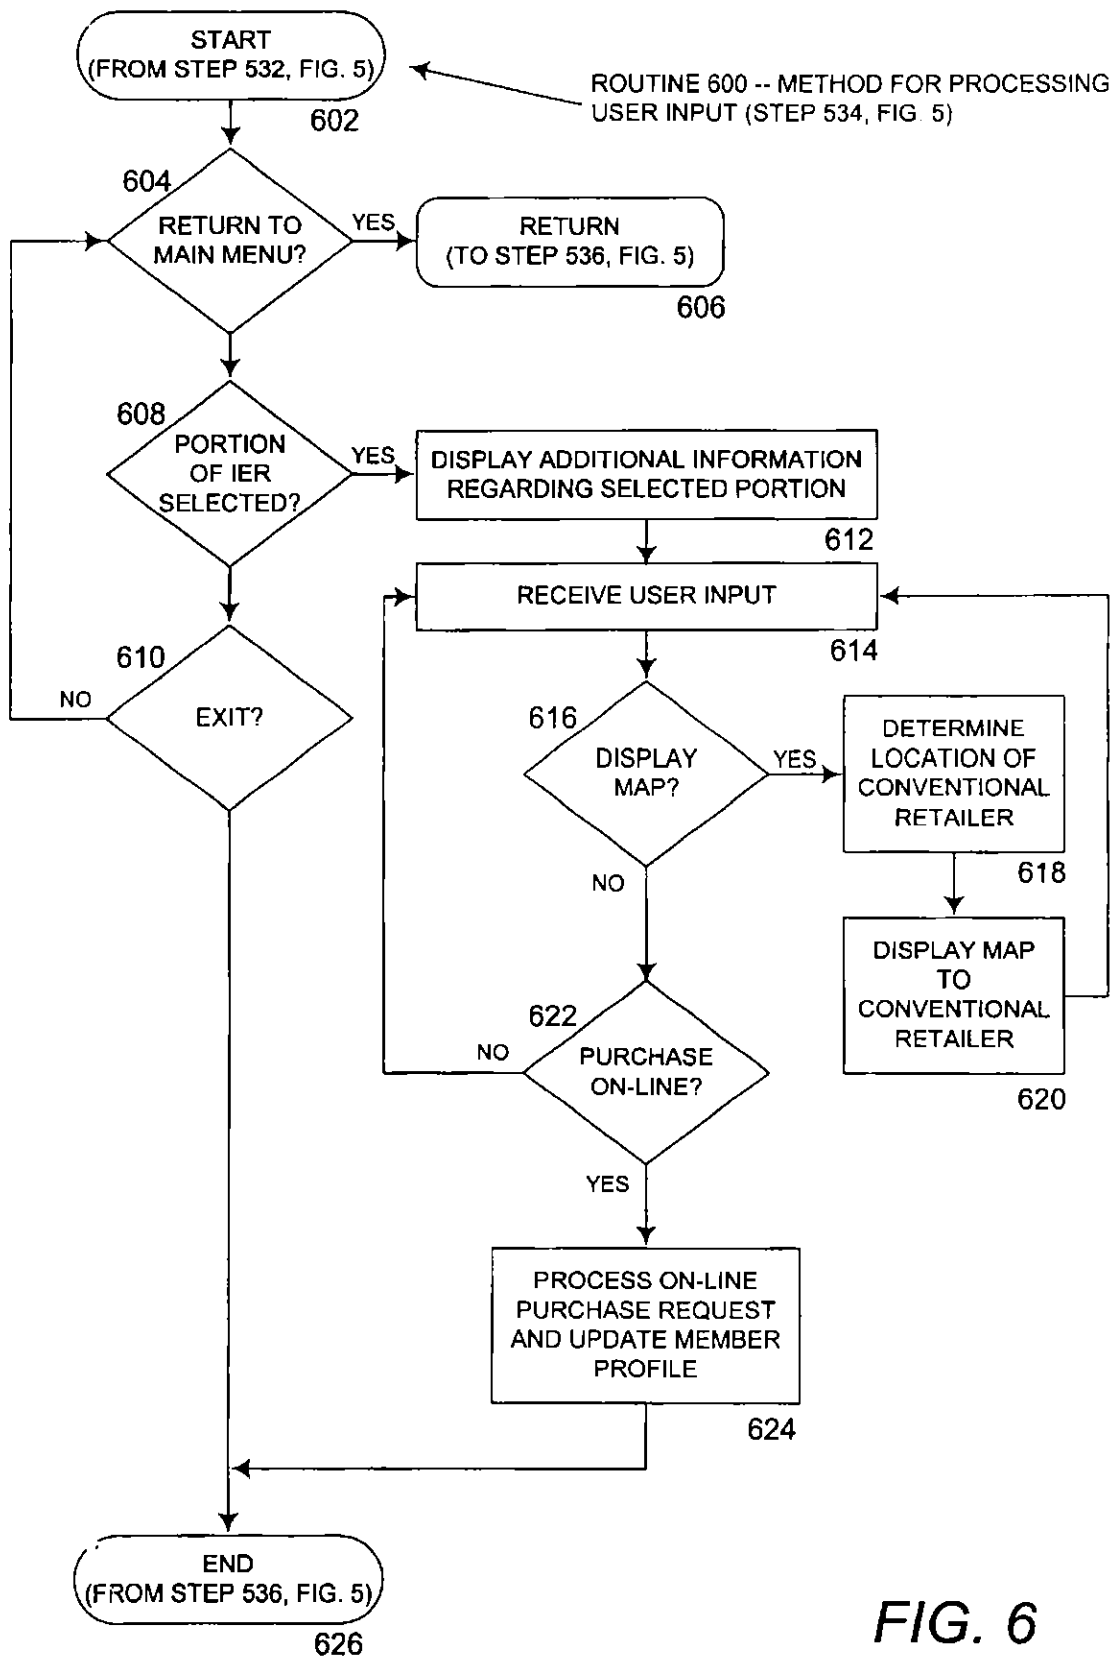 START
(FROM STEP 532, FIG. 5)
602
ROUTINE 600 -- METHOD FOR PROCESSING
USER INPUT (STEP 534, FIG. 5)
604
RETURN TO
MAIN MENU?
YES
RETURN
(TO STEP 536, FIG. 5)
606
608
PORTION
OF IER
SELECTED?
YES
DISPLAY ADDITIONAL INFORMATION
REGARDING SELECTED PORTION
612
RECEIVE USER INPUT
614
610
NO
EXIT?
616
DISPLAY
MAP?
YES
NO
DETERMINE
LOCATION OF
CONVENTIONAL
RETAILER
618
DISPLAY MAP
TO
CONVENTIONAL
RETAILER
620
622
NO
PURCHASE
ON-LINE?
YES
PROCESS ON-LINE
PURCHASE REQUEST
AND UPDATE MEMBER
PROFILE
624
END
(FROM STEP 536, FIG. 5)
626
FIG. 6